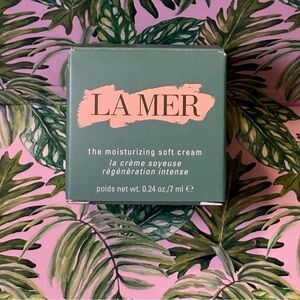 LA MER
the moisturizing soft cream
la crème soyeuse
régénération intense
poids net wt. 0.24 oz./7 ml ℮